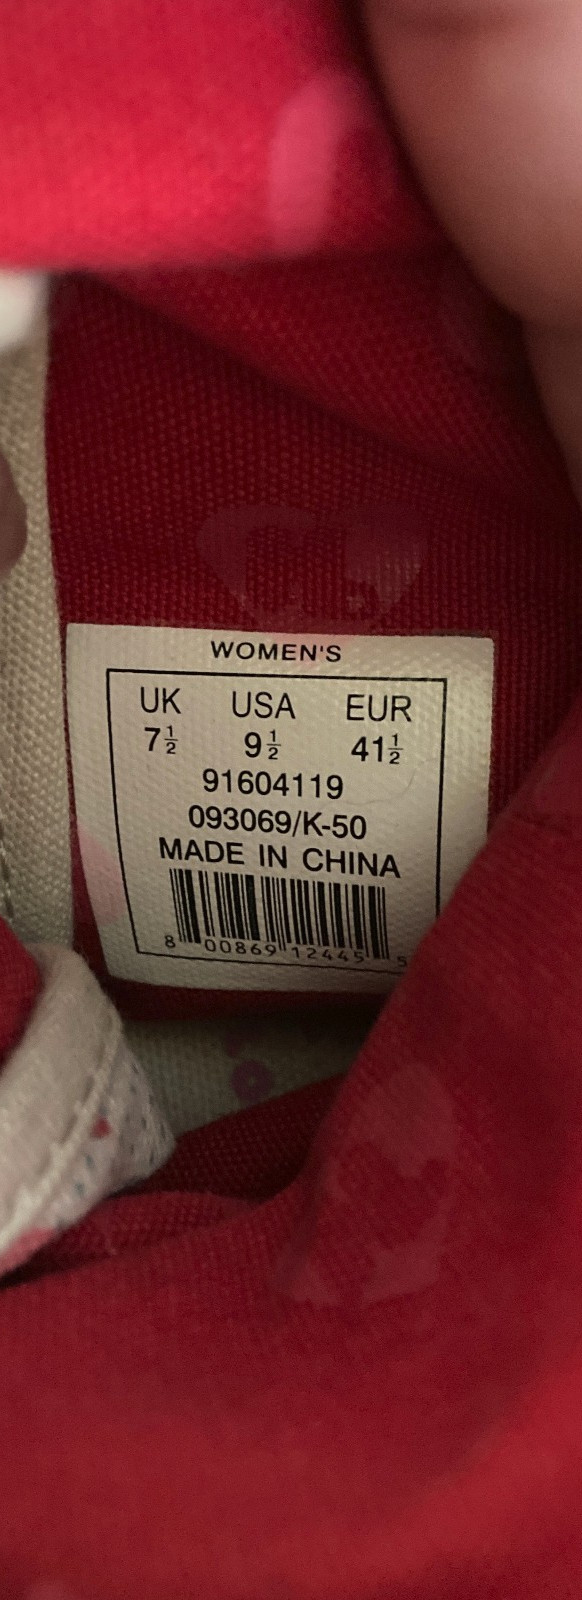 WOMEN'S
UK USA EUR
7½ 9½ 41½
91604119
093069/K-50
MADE IN CHINA
8 00869 12445 5